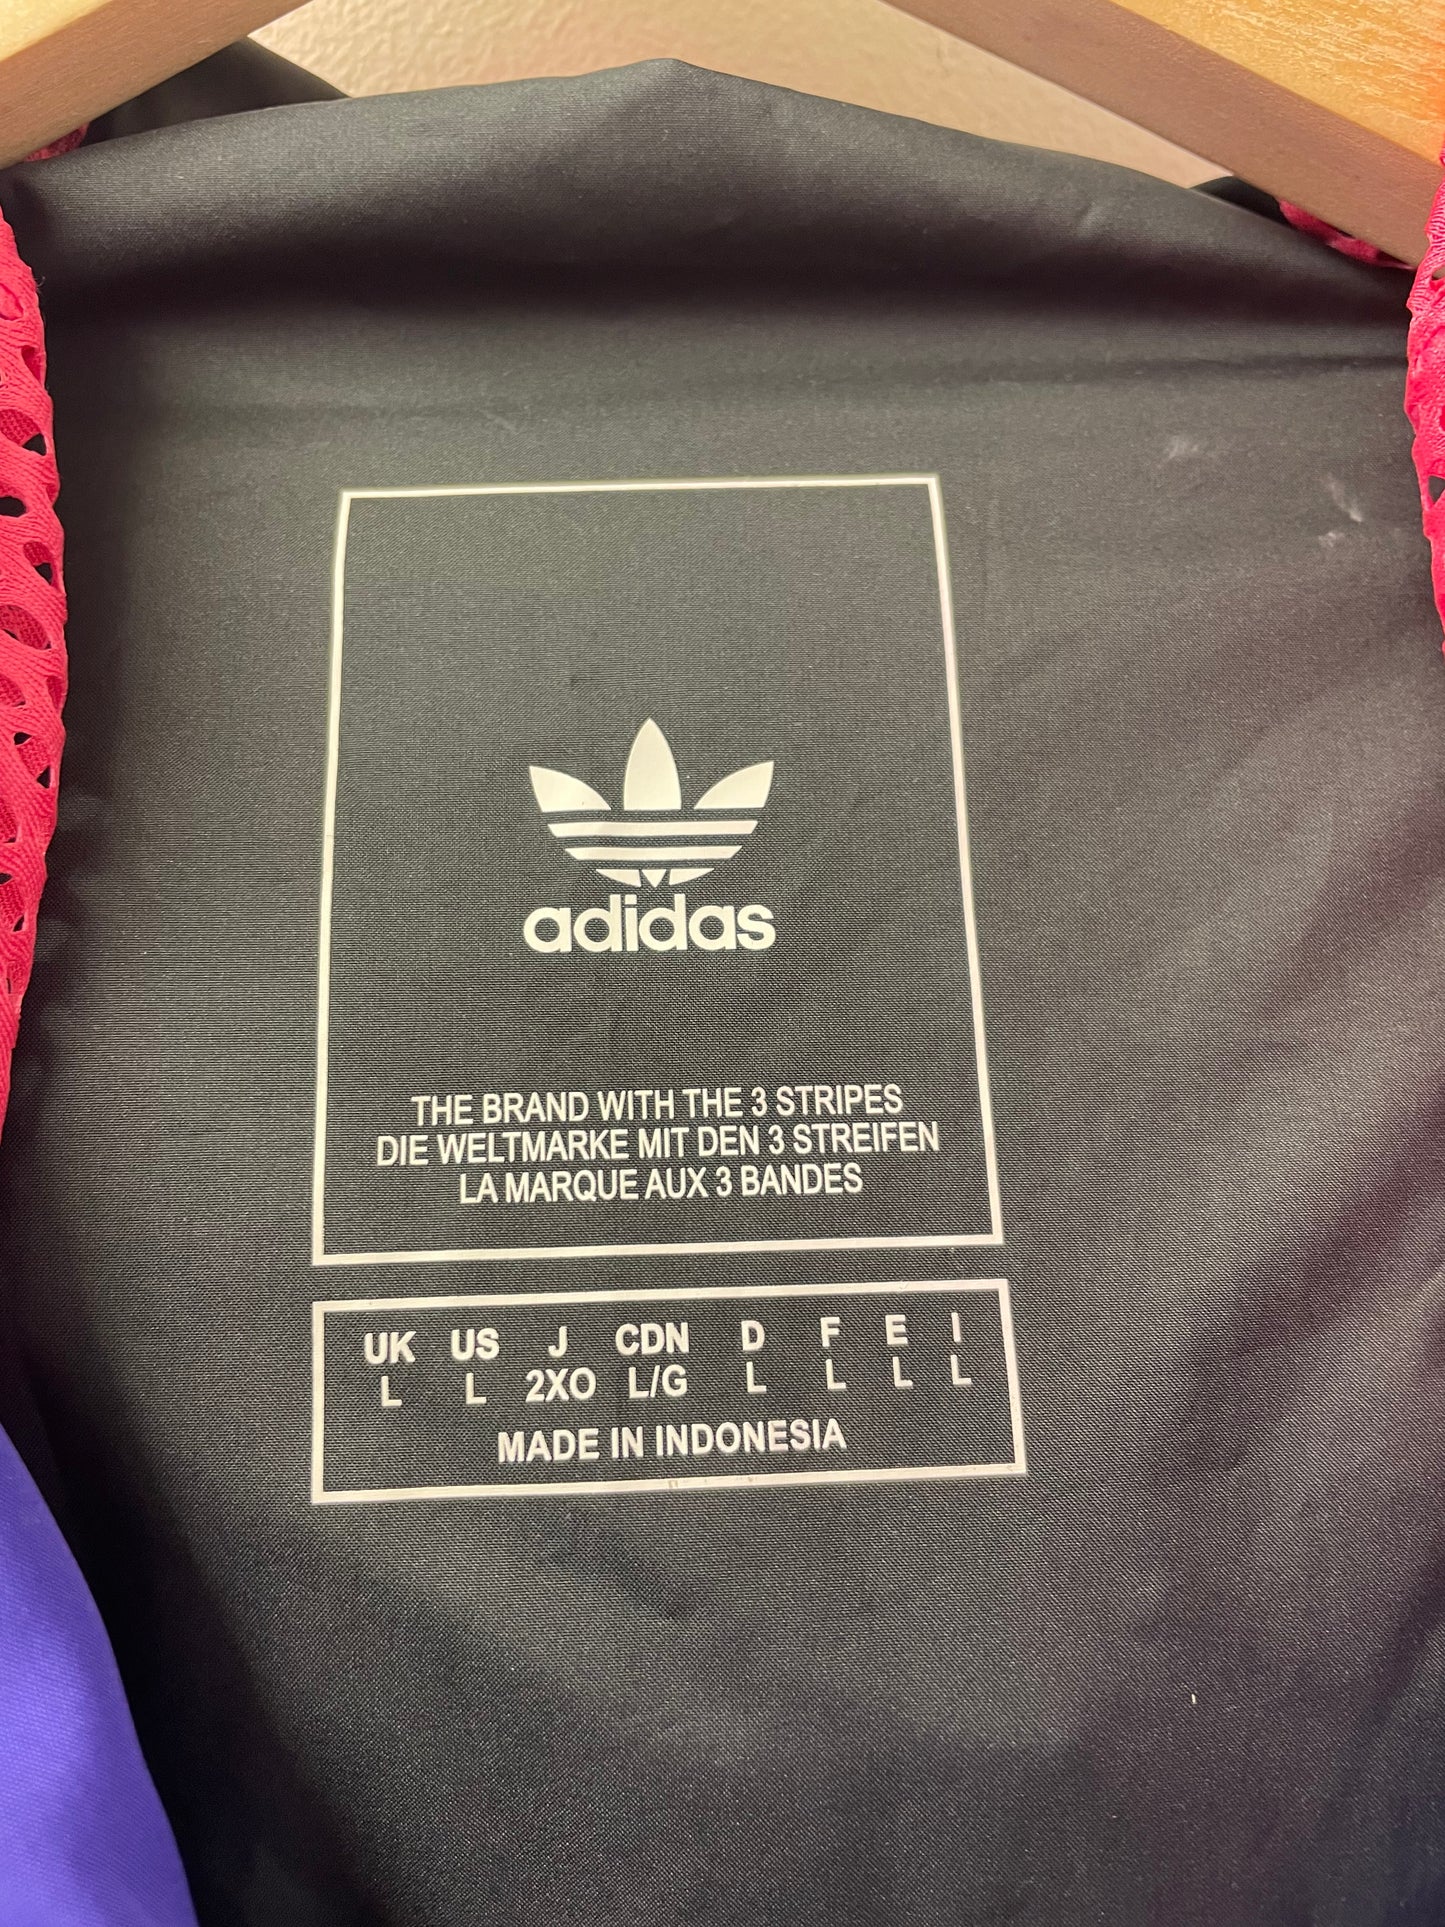 adidas
THE BRAND WITH THE 3 STRIPES
DIE WELTMARKE MIT DEN 3 STREIFEN
LA MARQUE AUX 3 BANDES
UK US J CDN D F E I
L L 2XO L/G L L L L
MADE IN INDONESIA